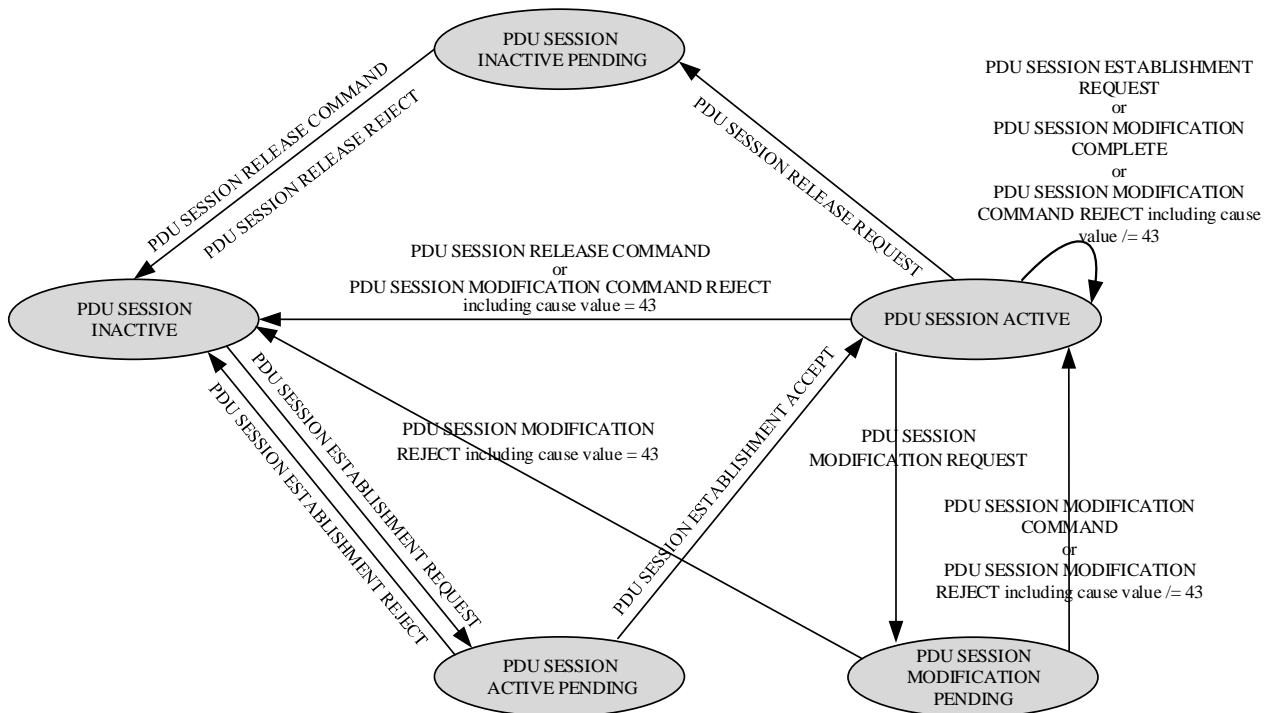 PDU SESSION
INACTIVE PENDING
PDU SESSION ESTABLISHMENT
REQUEST
or
PDU SESSION MODIFICATION
COMPLETE
or
PDU SESSION MODIFICATION
COMMAND REJECT including cause
value /= 43
PDU SESSION RELEASE COMMAND
PDU SESSION RELEASE REJECT
PDU SESSION RELEASE REQUEST
PDU SESSION RELEASE COMMAND
or
PDU SESSION MODIFICATION COMMAND REJECT
including cause value = 43
PDU SESSION
INACTIVE
PDU SESSION ACTIVE
PDU SESSION ESTABLISHMENT REJECT
PDU SESSION ESTABLISHMENT REQUEST
PDU SESSION MODIFICATION
REJECT including cause value = 43
PDU SESSION ESTABLISHMENT ACCEPT
PDU SESSION
MODIFICATION REQUEST
PDU SESSION MODIFICATION
COMMAND
or
PDU SESSION MODIFICATION
REJECT including cause value /= 43
PDU SESSION
ACTIVE PENDING
PDU SESSION
MODIFICATION
PENDING